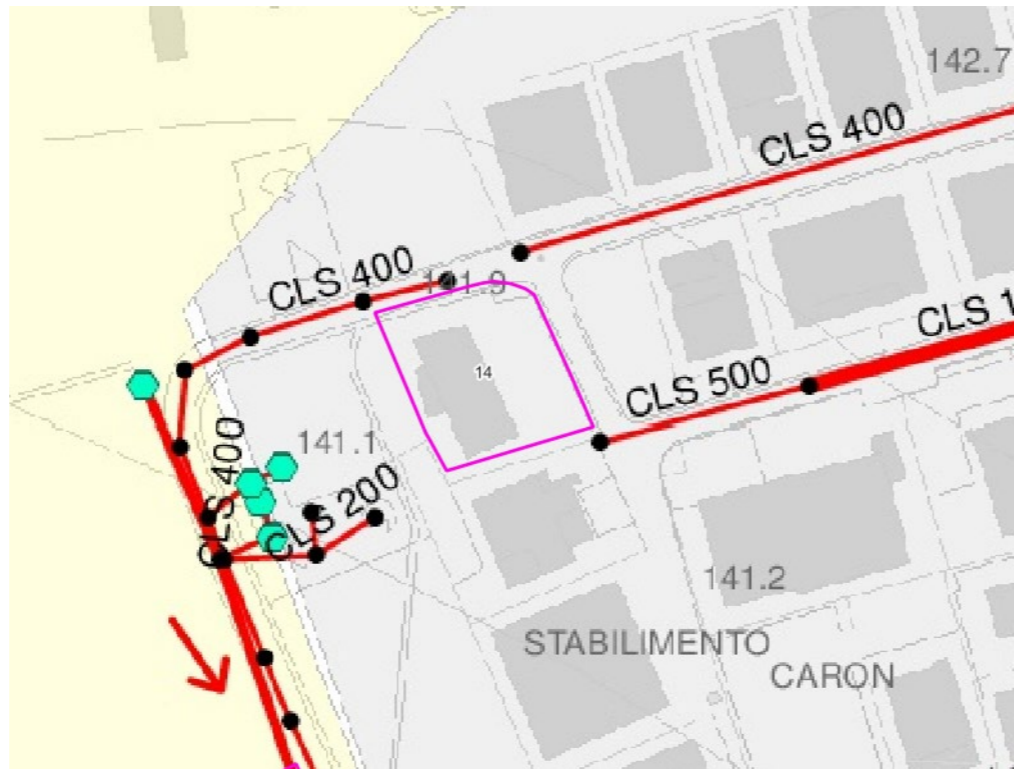 142.7
CLS 400
CLS 400
141.9
CLS 1
14
CLS 500
CLS 400
141.1
CLS 200
141.2
STABILIMENTO
CARON